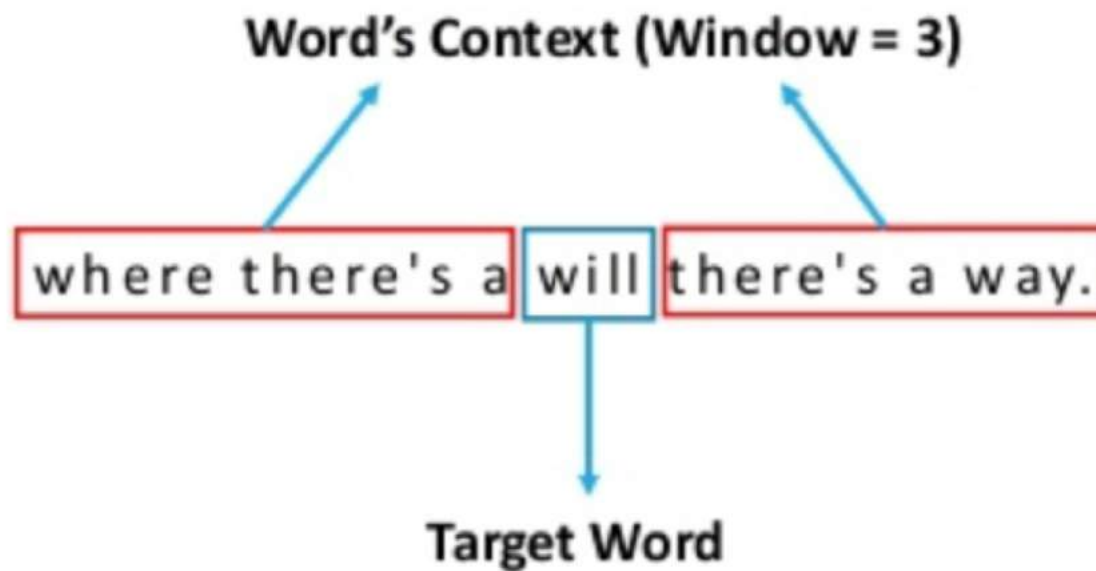 Word's Context (Window = 3)
where there's a will there's a way.
Target Word